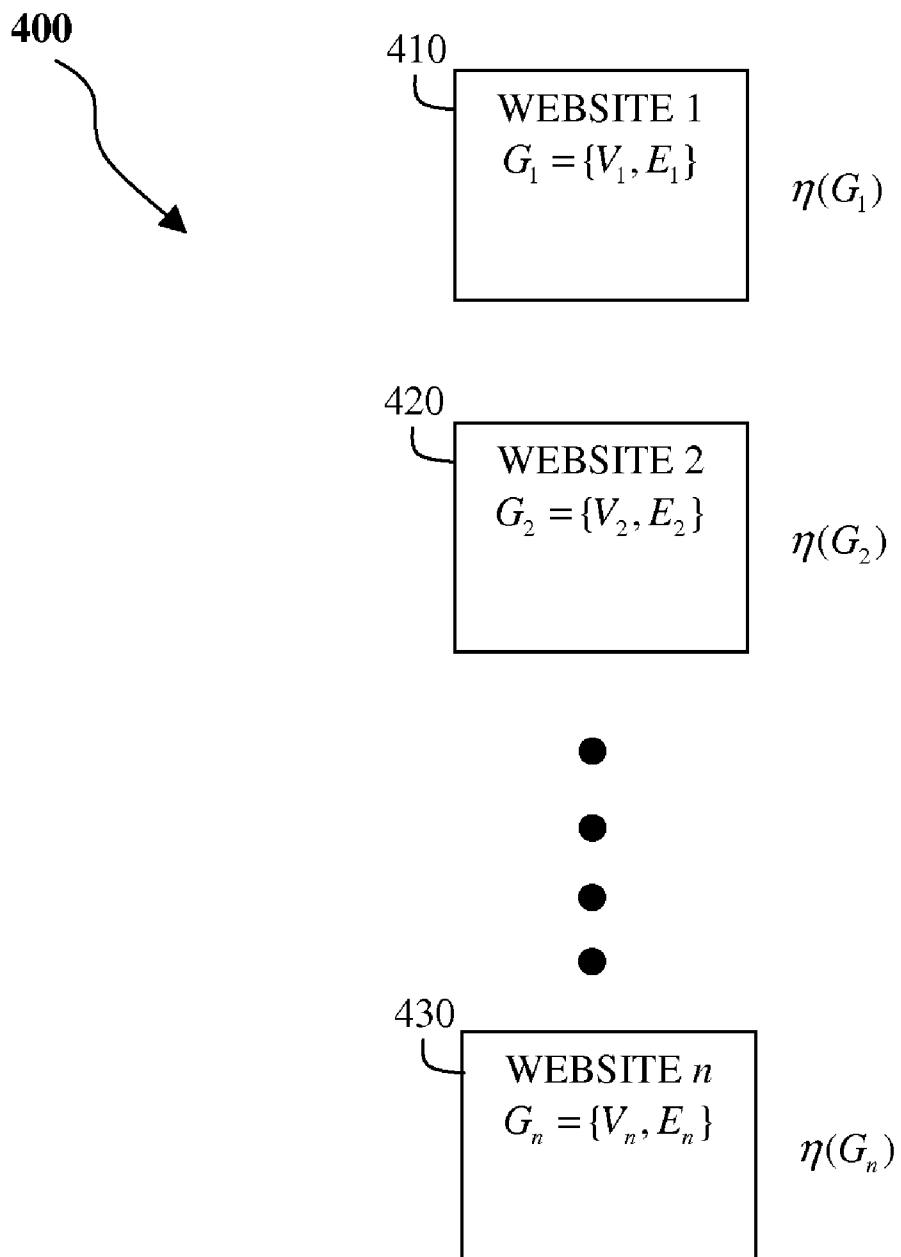 400
410
WEBSITE 1
G₁ = {V₁, E₁}
η(G₁)
420
WEBSITE 2
G₂ = {V₂, E₂}
η(G₂)
430
WEBSITE n
Gₙ = {Vₙ, Eₙ}
η(Gₙ)